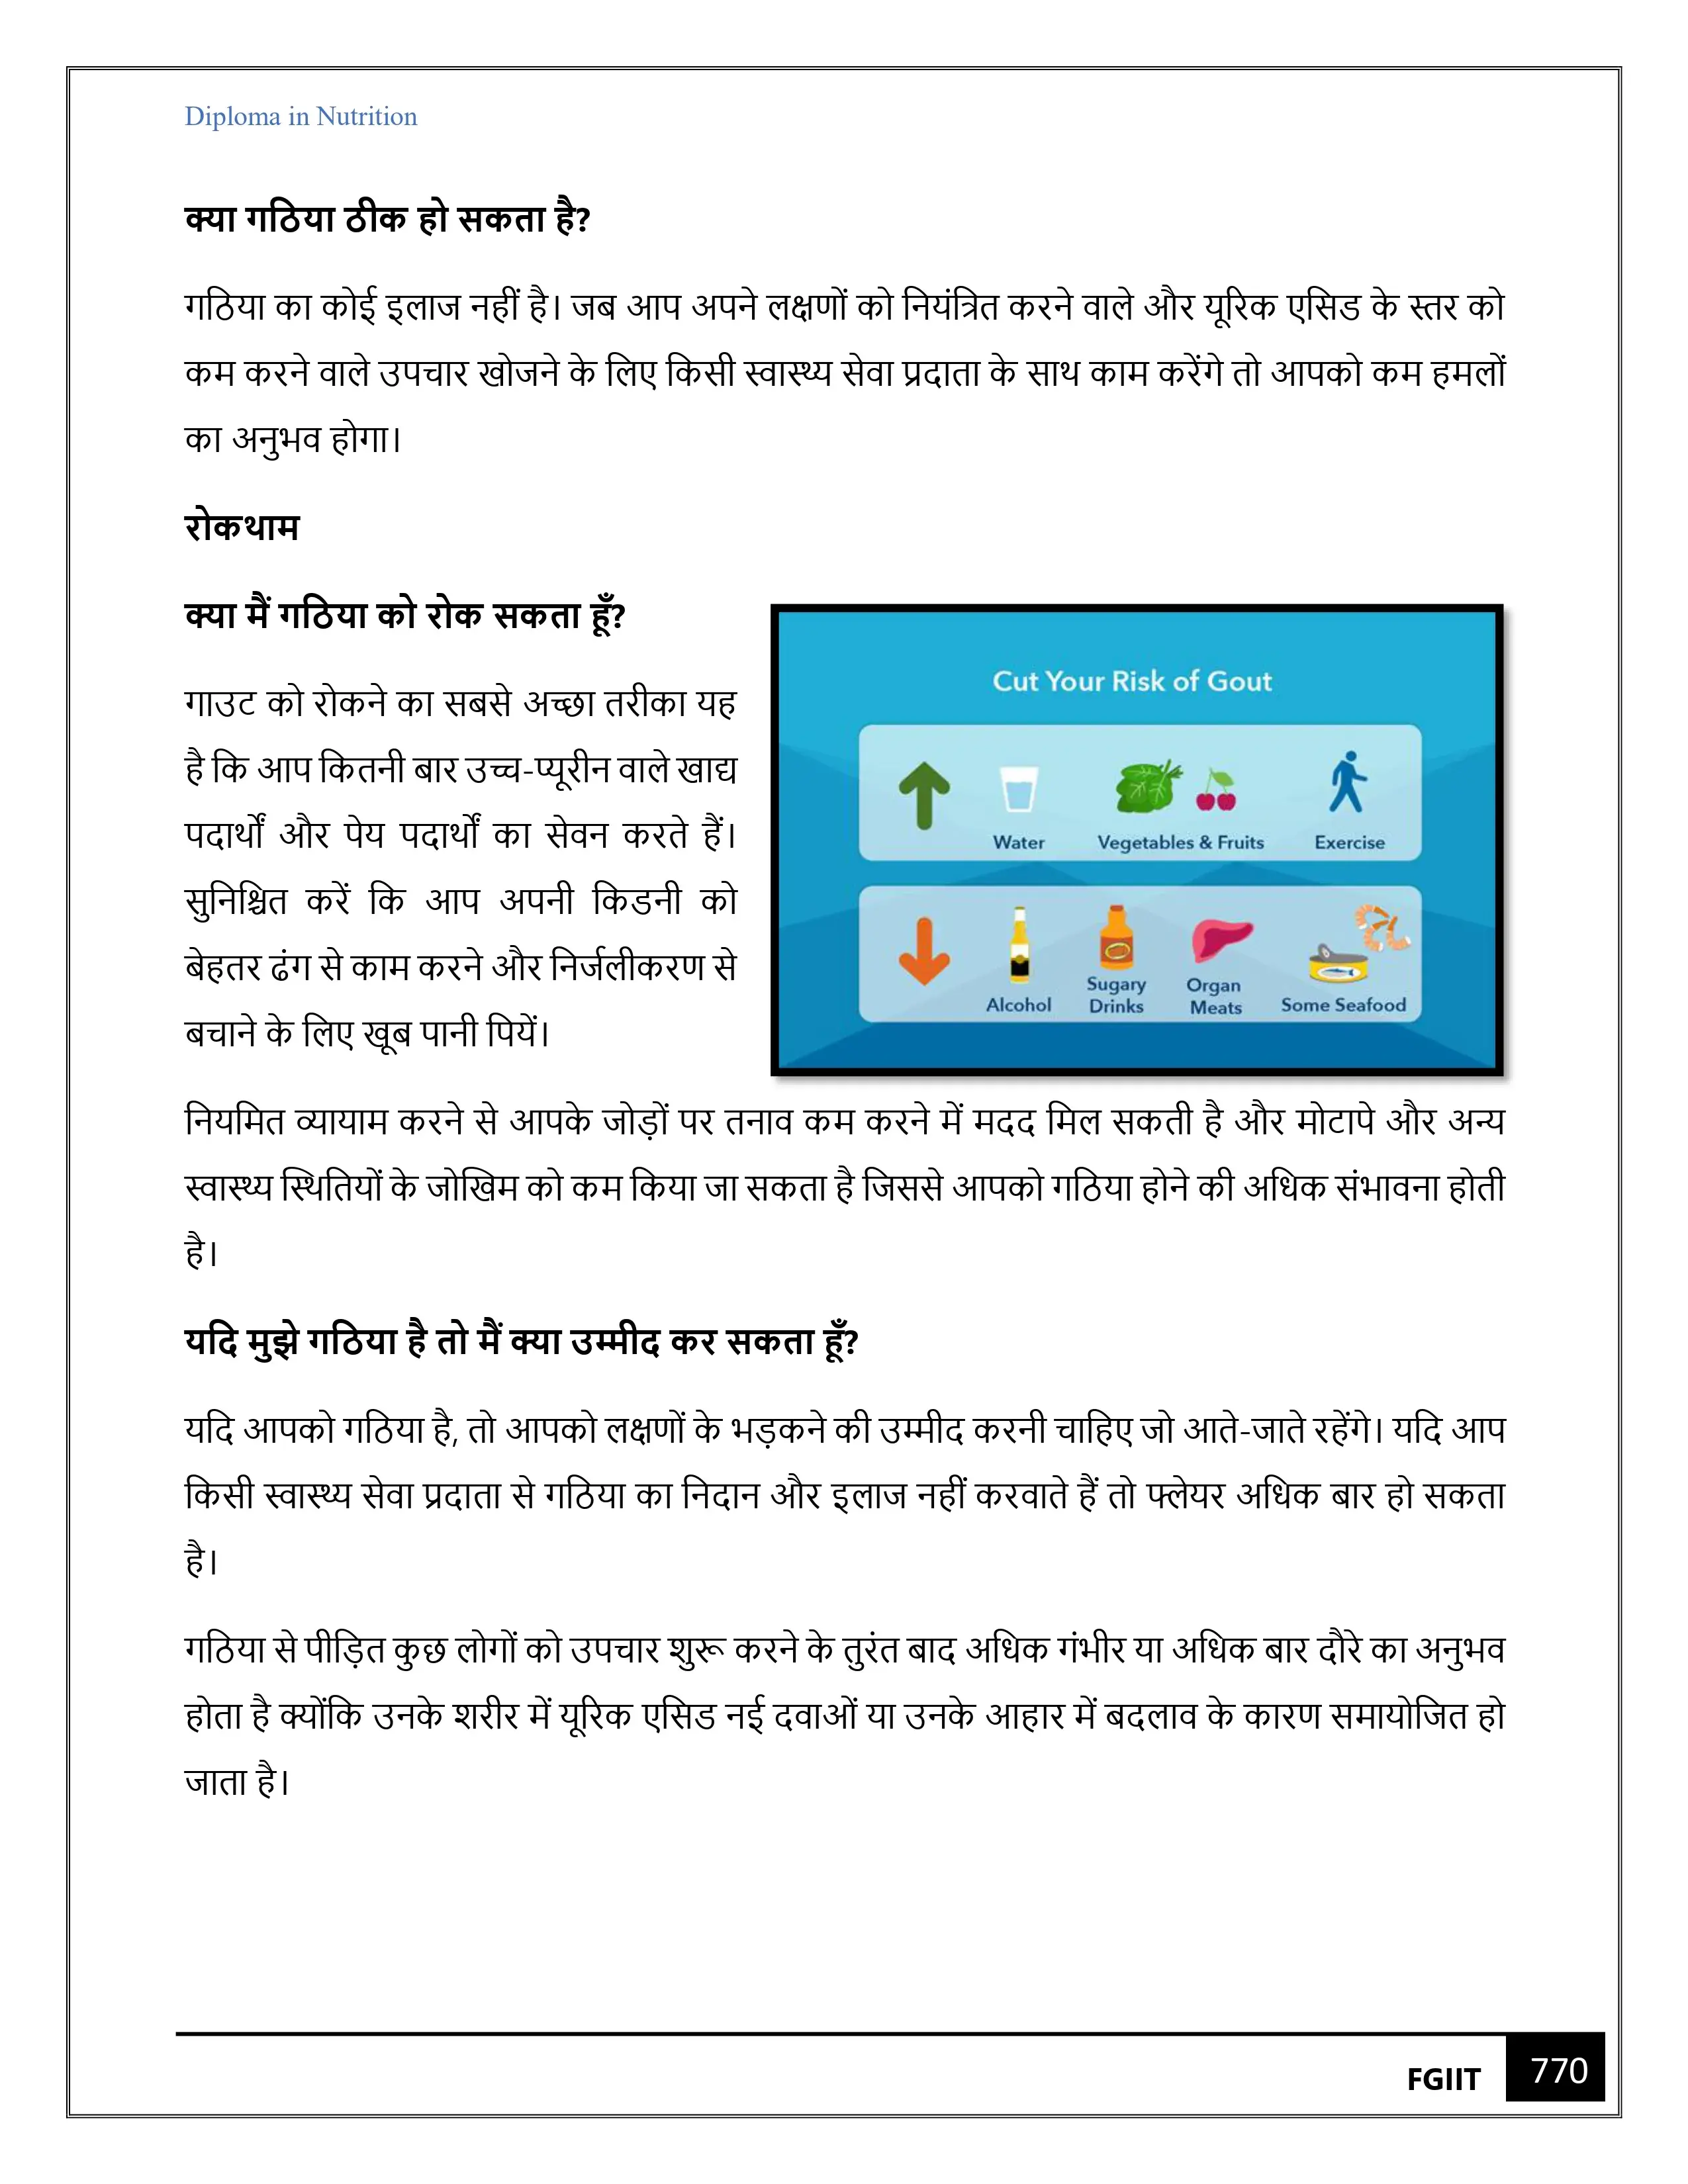 Diploma in Nutrition
क्या गठिया ठीक हो सकता है?
गठिया का कोई इलाज नहीं है। जब आप अपने लक्षणों को नियंत्रित करने वाले और यूरिक एसिड के स्तर को
कम करने वाले उपचार खोजने के लिए किसी स्वास्थ्य सेवा प्रदाता के साथ काम करेंगे तो आपको कम हमलों
का अनुभव होगा।
रोकथाम
क्या मैं गठिया को रोक सकता हूँ?
गाउट को रोकने का सबसे अच्छा तरीका यह
है कि आप कितनी बार उच्च-प्यूरीन वाले खाद्य
पदार्थों और पेय पदार्थों का सेवन करते हैं।
सुनिश्चित करें कि आप अपनी किडनी को
बेहतर ढंग से काम करने और निर्जलीकरण से
बचाने के लिए खूब पानी पियें।
Cut Your Risk of Gout
Water Vegetables & Fruits Exercise
Alcohol Sugary Drinks Organ Meats Some Seafood
नियमित व्यायाम करने से आपके जोड़ों पर तनाव कम करने में मदद मिल सकती है और मोटापे और अन्य
स्वास्थ्य स्थितियों के जोखिम को कम किया जा सकता है जिससे आपको गठिया होने की अधिक संभावना होती
है।
यदि मुझे गठिया है तो मैं क्या उम्मीद कर सकता हूँ?
यदि आपको गठिया है, तो आपको लक्षणों के भड़कने की उम्मीद करनी चाहिए जो आते-जाते रहेंगे। यदि आप
किसी स्वास्थ्य सेवा प्रदाता से गठिया का निदान और इलाज नहीं करवाते हैं तो फ्लेयर अधिक बार हो सकता
है।
गठिया से पीड़ित कुछ लोगों को उपचार शुरू करने के तुरंत बाद अधिक गंभीर या अधिक बार दौरे का अनुभव
होता है क्योंकि उनके शरीर में यूरिक एसिड नई दवाओं या उनके आहार में बदलाव के कारण समायोजित हो
जाता है।
FGIIT 770